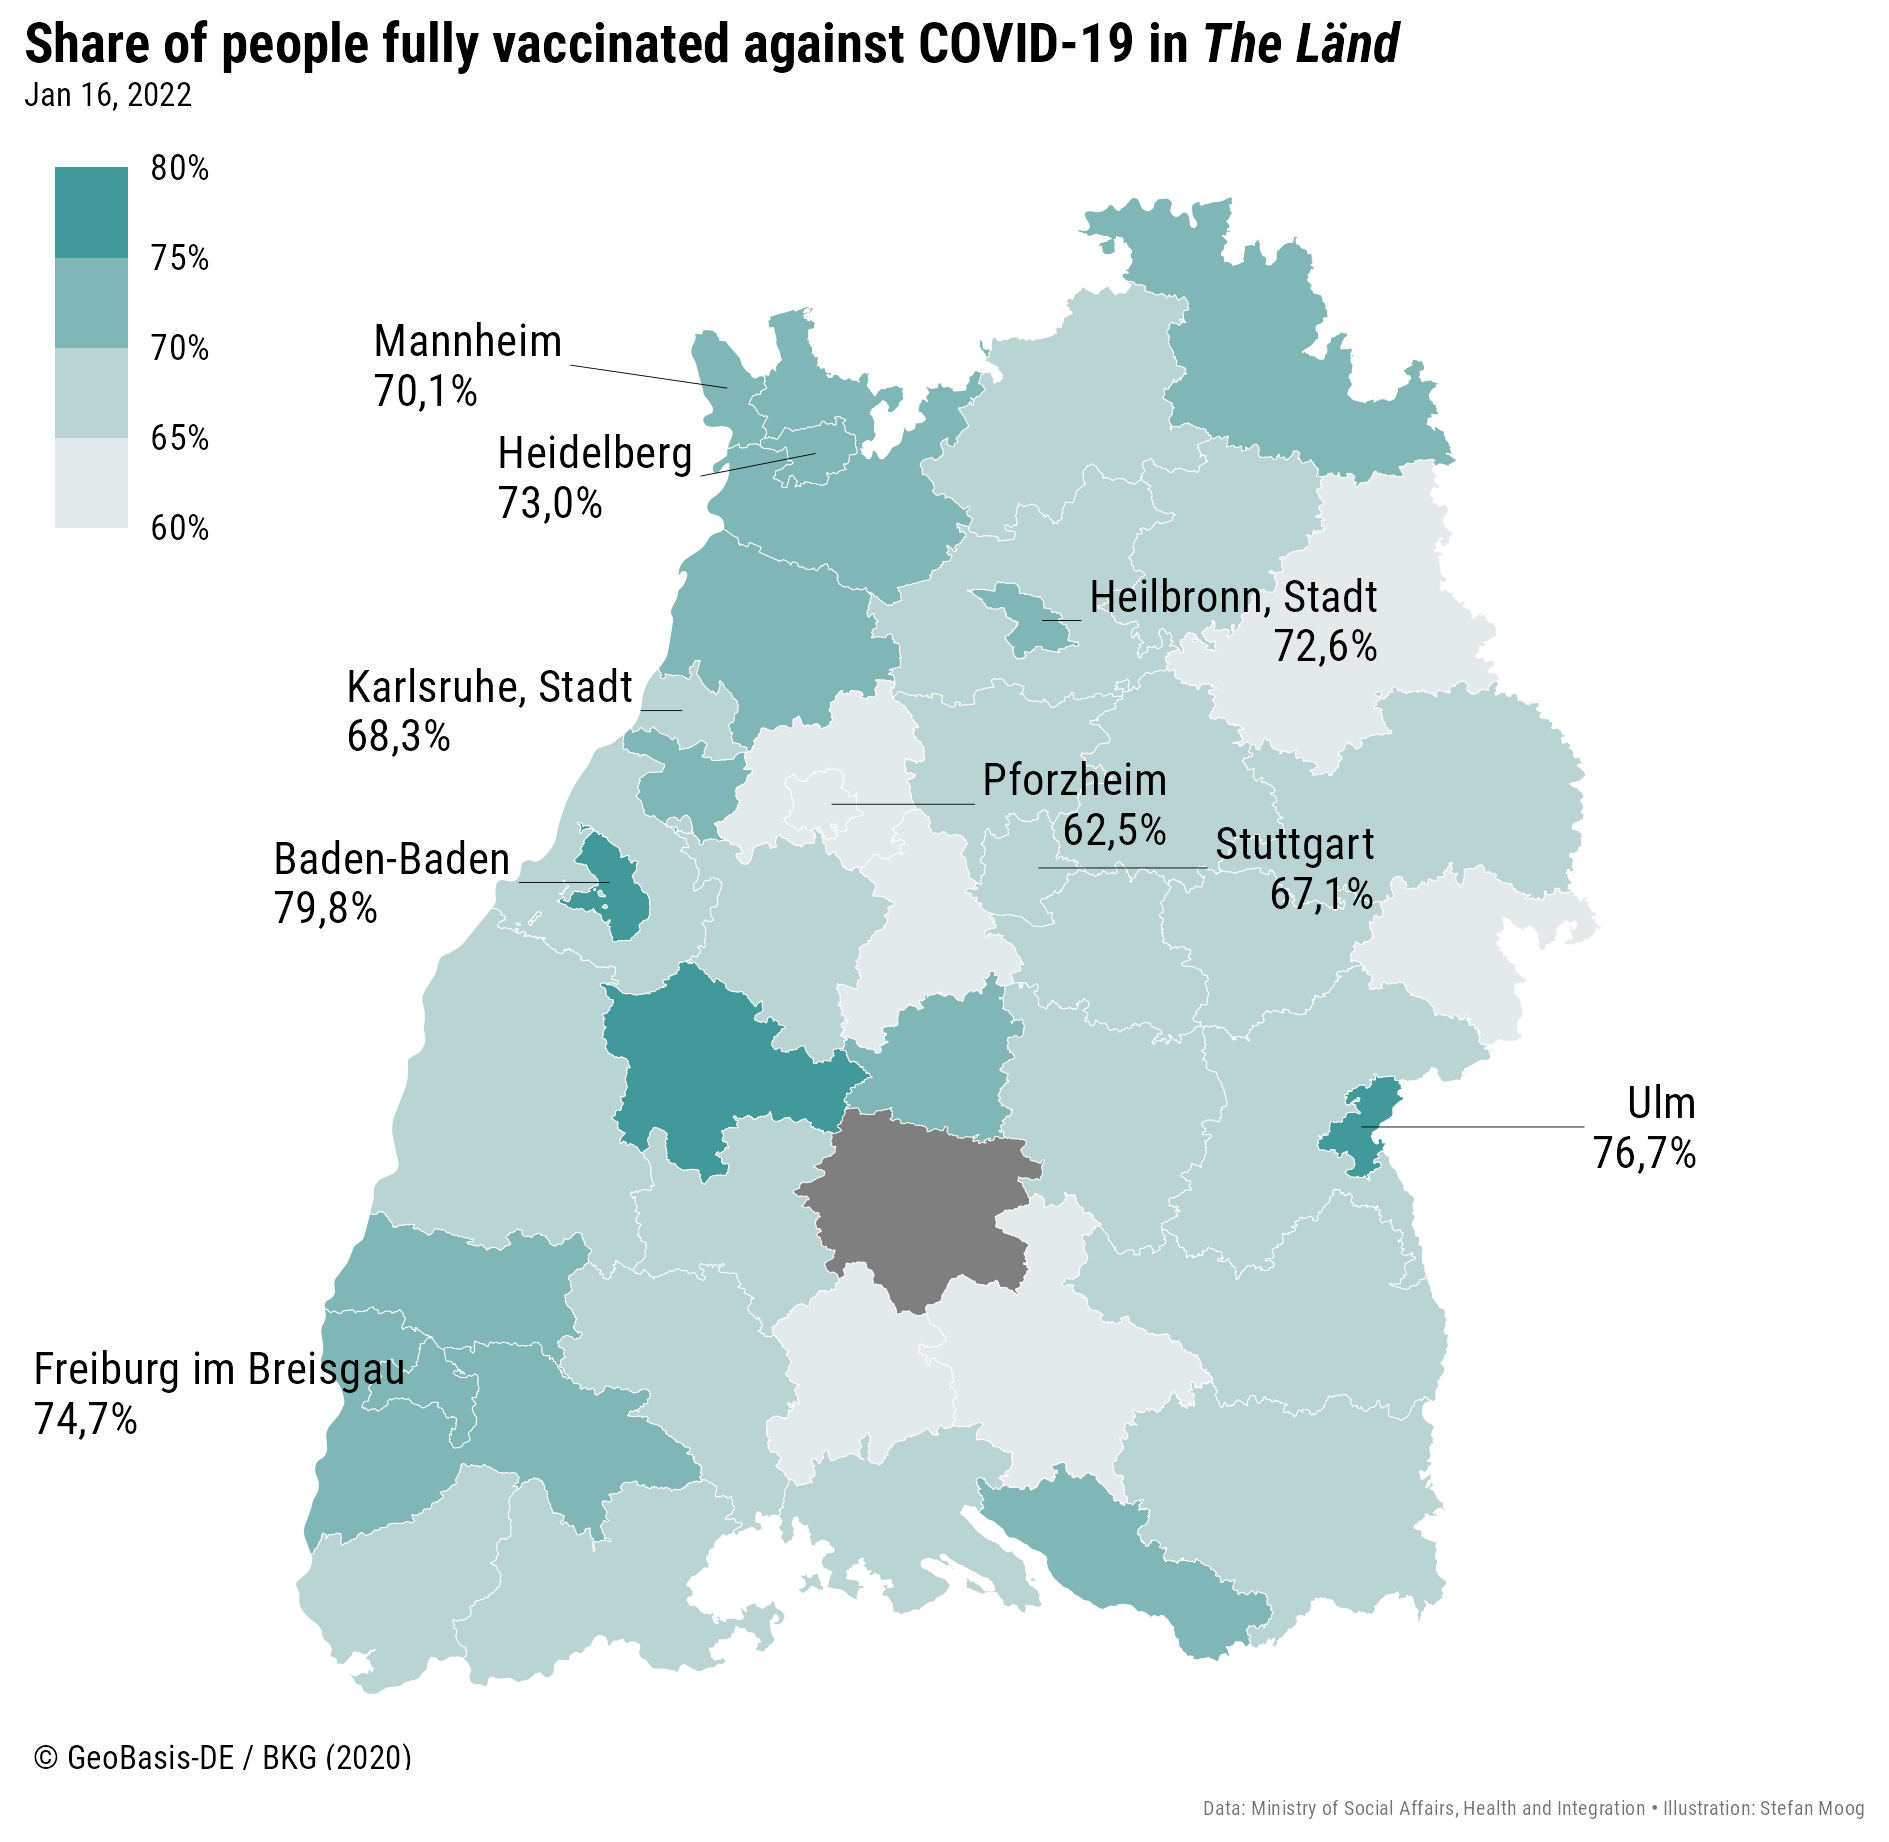 Share of people fully vaccinated against COVID-19 in The Länd
Jan 16, 2022
80%
75%
70%
65%
60%
Mannheim
70,1%
Heidelberg
73,0%
Heilbronn, Stadt
72,6%
Karlsruhe, Stadt
68,3%
Pforzheim
62,5%
Stuttgart
67,1%
Baden-Baden
79,8%
Ulm
76,7%
Freiburg im Breisgau
74,7%
© GeoBasis-DE / BKG (2020)
Data: Ministry of Social Affairs, Health and Integration • Illustration: Stefan Moog